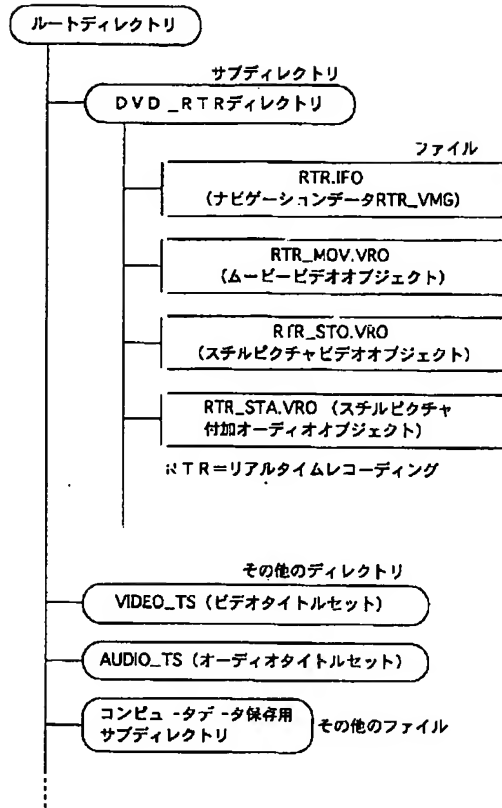 ルートディレクトリ
サブディレクトリ
DVD_RTRディレクトリ
ファイル
RTR.IFO
(ナビゲーションデータRTR_VMG)
RTR_MOV.VRO
(ムービービデオオブジェクト)
RTR_STO.VRO
(スチルピクチャビデオオブジェクト)
RTR_STA.VRO (スチルピクチャ
付加オーディオオブジェクト)
RTR=リアルタイムレコーディング
その他のディレクトリ
VIDEO_TS (ビデオタイトルセット)
AUDIO_TS (オーディオタイトルセット)
コンピュータデータ保存用
サブディレクトリ
その他のファイル